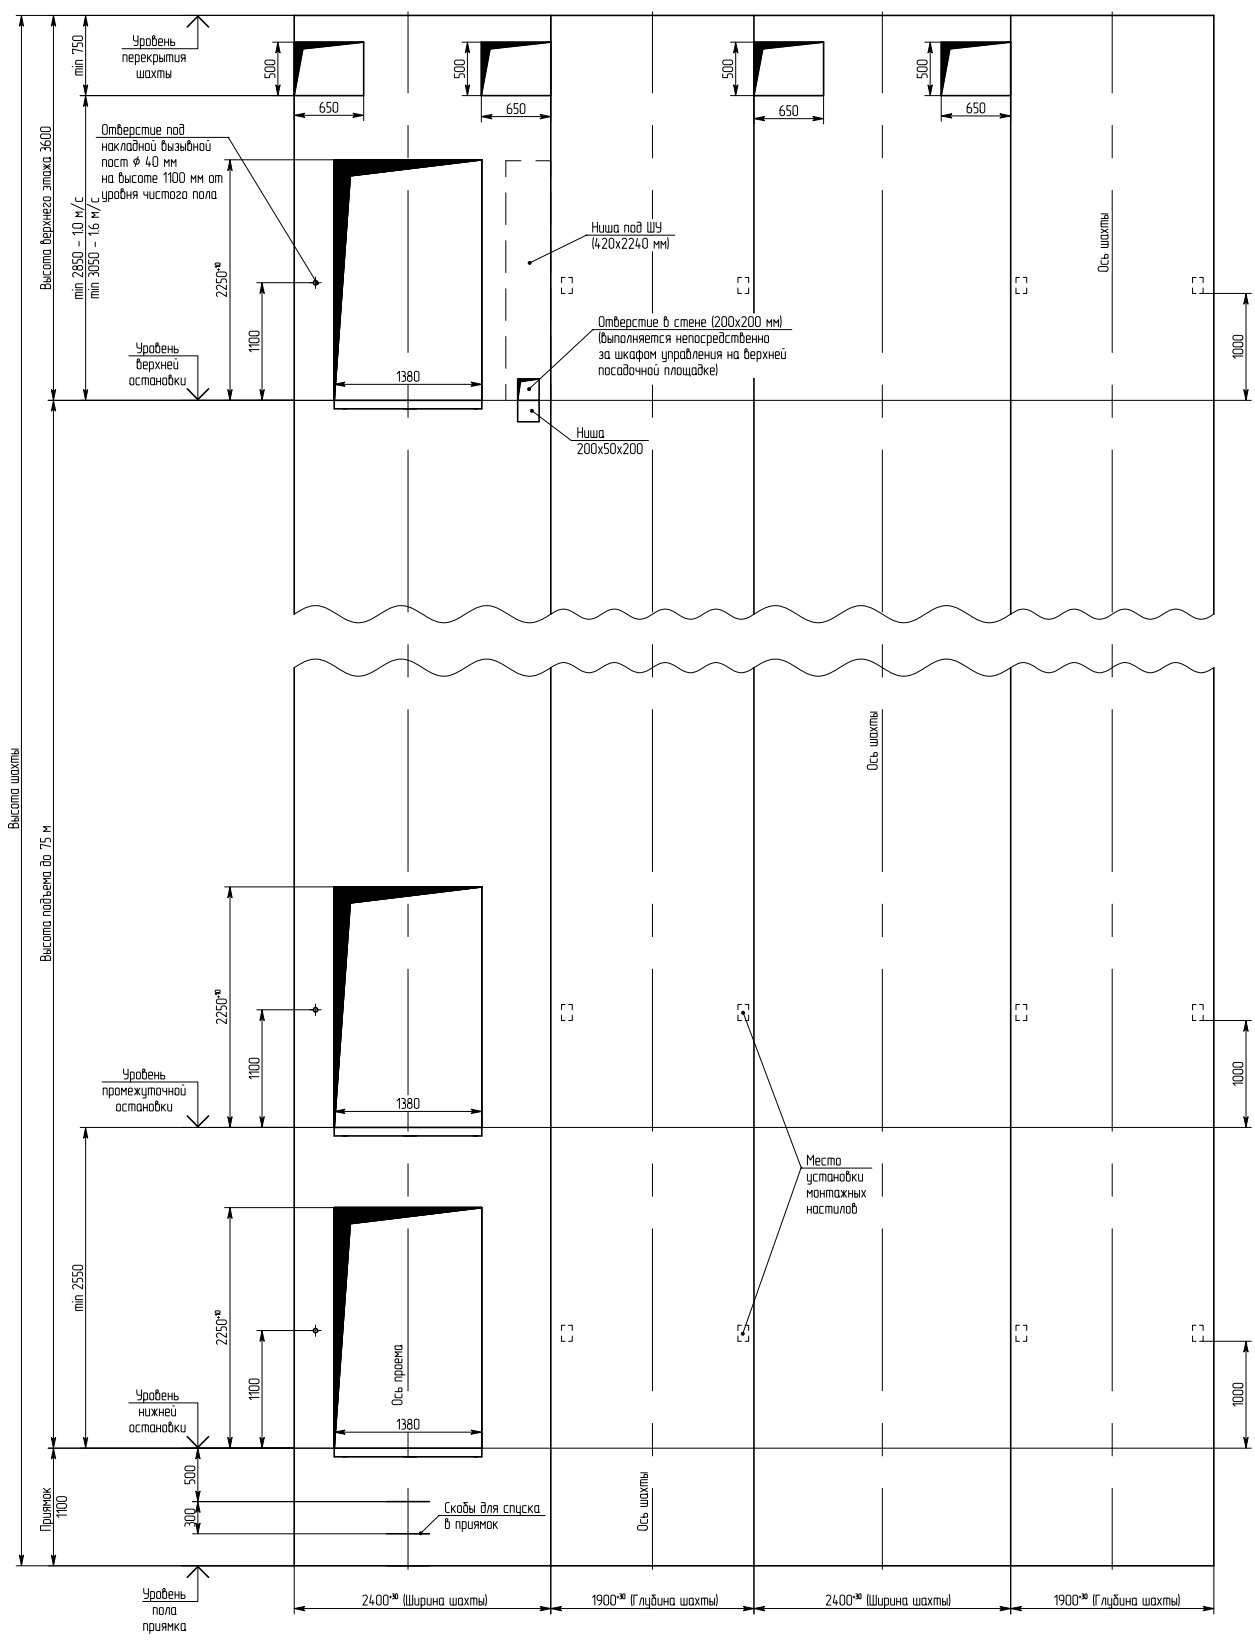 Уровень
перекрытия
шахты
min 750
500
650
500
650
500
650
500
650
Отверстие под
накладной вызывной
пост ϕ 40 мм
на высоте 1100 мм от
уровня чистого пола
Высота верхнего этажа 3600
min 2850 - 1.0 м/с
min 3050 - 1.6 м/с
2250+10
1100
1380
Ниша под ШУ
(420х2240 мм)
Ось шахты
Отверстие в стене (200х200 мм)
(выполняется непосредственно
за шкафом управления на верхней
посадочной площадке)
1000
Уровень
верхней
остановки
Ниша
200х50х200
Высота шахты
Высота подъема до 75 м
Ось шахты
2250+10
1100
1380
1000
Уровень
промежуточной
остановки
Место
установки
монтажных
настилов
min 2550
2250+10
1100
Ось проема
1380
1000
Уровень
нижней
остановки
Приямок
1100
500
300
Скобы для спуска
в приямок
Ось шахты
Уровень
пола
приямка
2400+30 (Ширина шахты)
1900+30 (Глубина шахты)
2400+30 (Ширина шахты)
1900+30 (Глубина шахты)